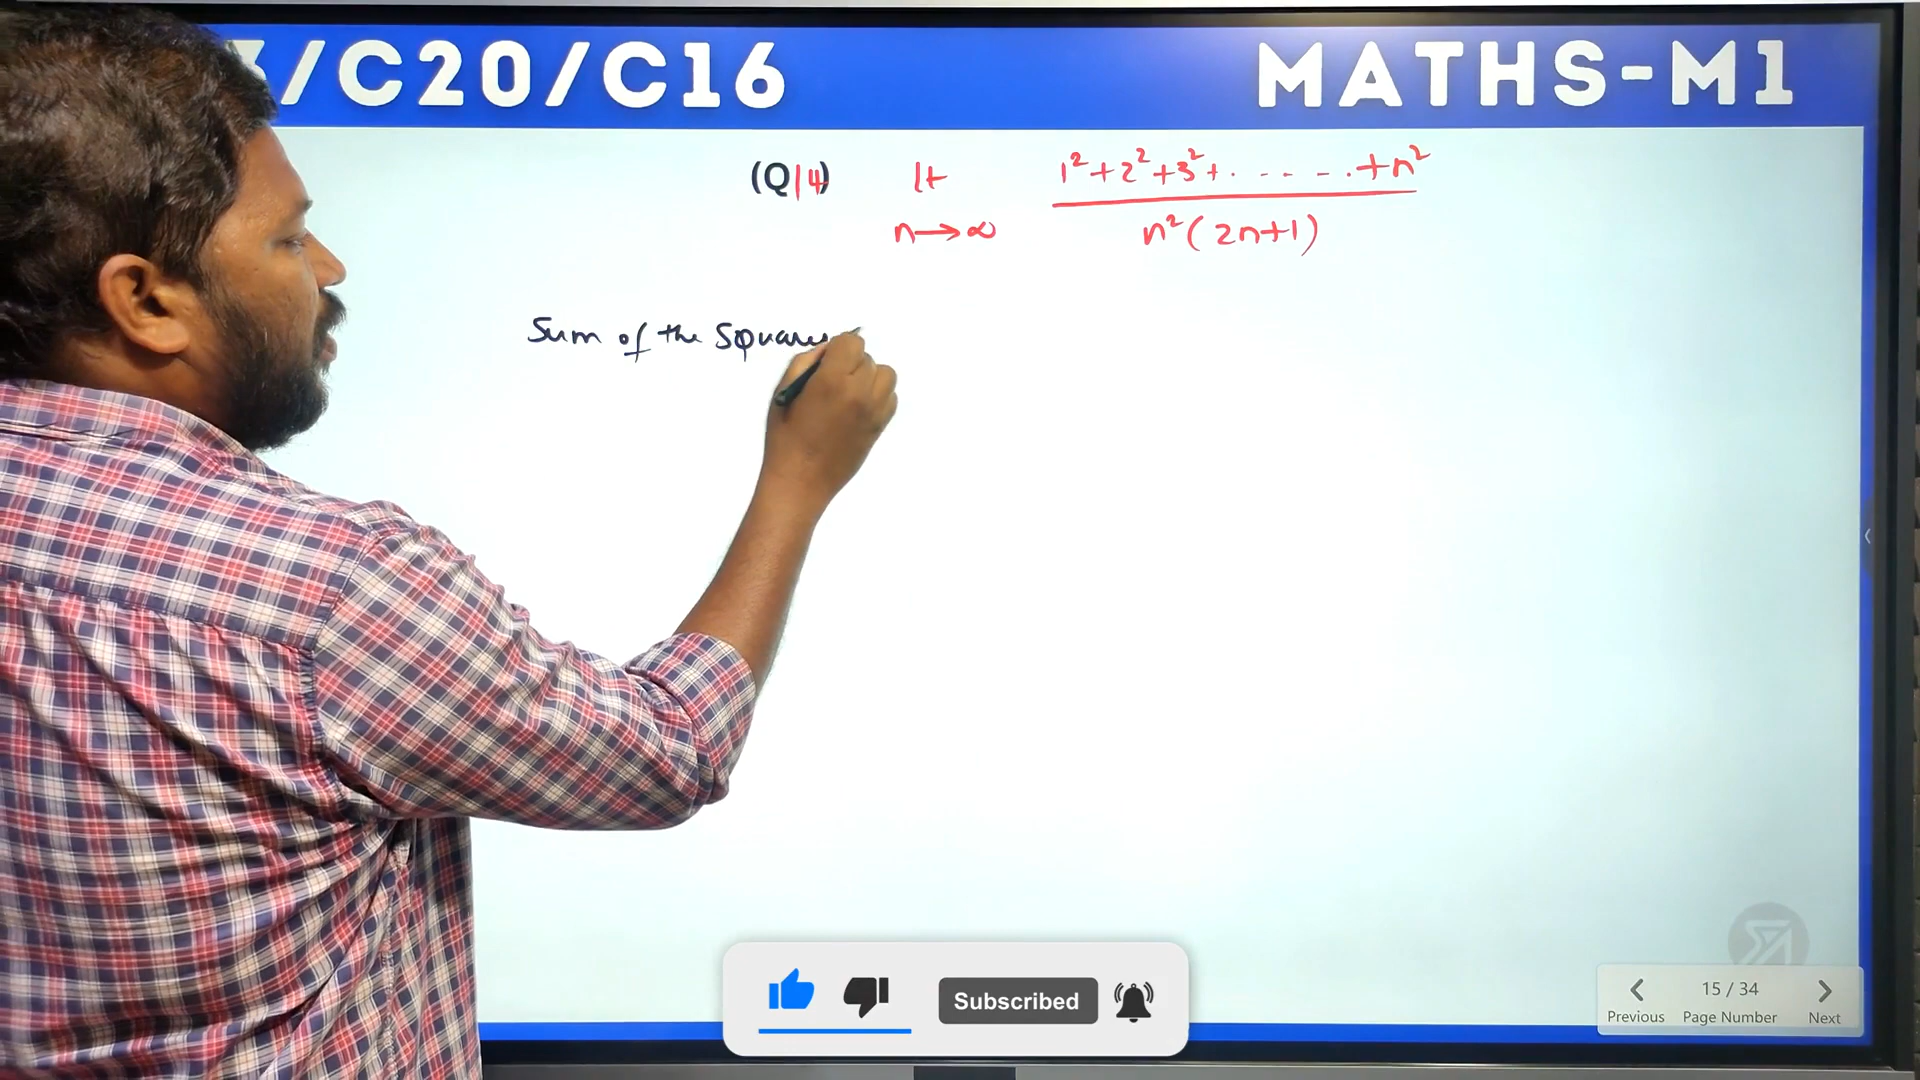 /C20/C16 MATHS-M1
(Q14) lt 1²+2²+3²+.....+n²
n→∞ n²(2n+1)
Sum of the Squares
Subscribed
15 / 34
Previous Page Number Next